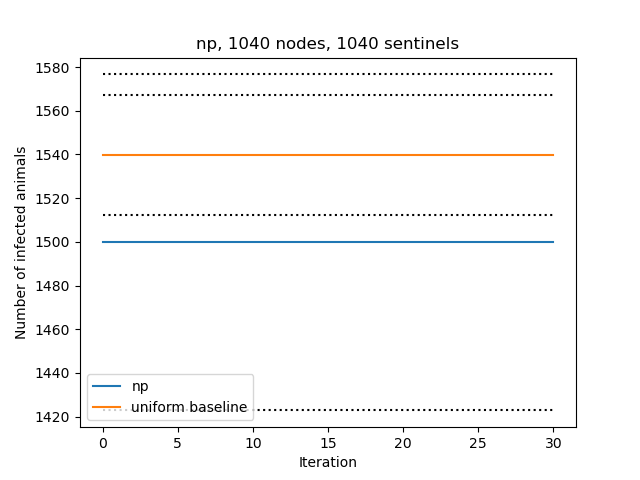 np, 1040 nodes, 1040 sentinels
Number of infected animals
1580
1560
1540
1520
1500
1480
1460
1440
1420
np
uniform baseline
0 5 10 15 20 25 30
Iteration